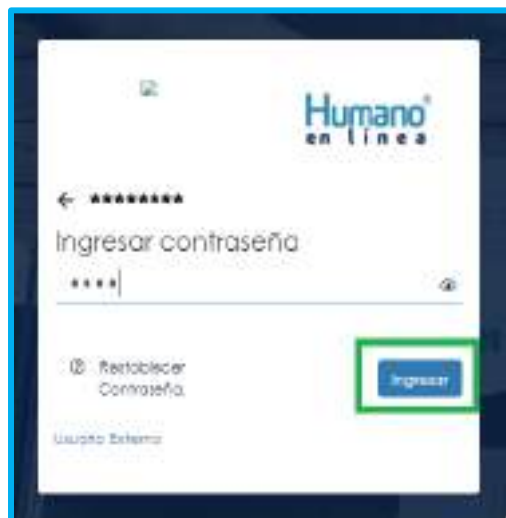 Humano
en línea
← ********
Ingresar contraseña
****
Restablecer
Contraseña.
Ingresar
Usuario Externo